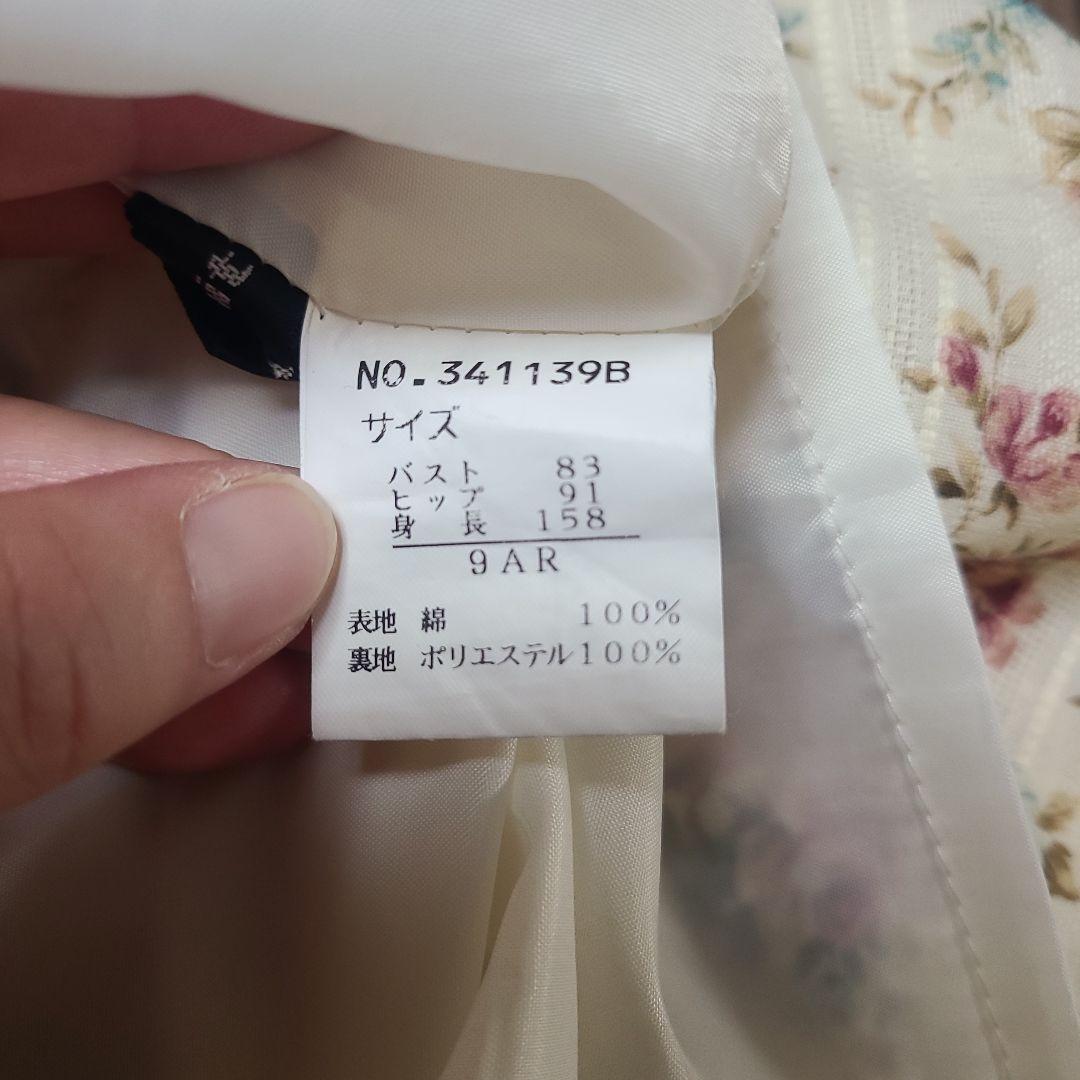 NO.341139B
サイズ
バスト 83
ヒップ 91
身長 158
9AR
表地 綿 100%
裏地 ポリエステル100%